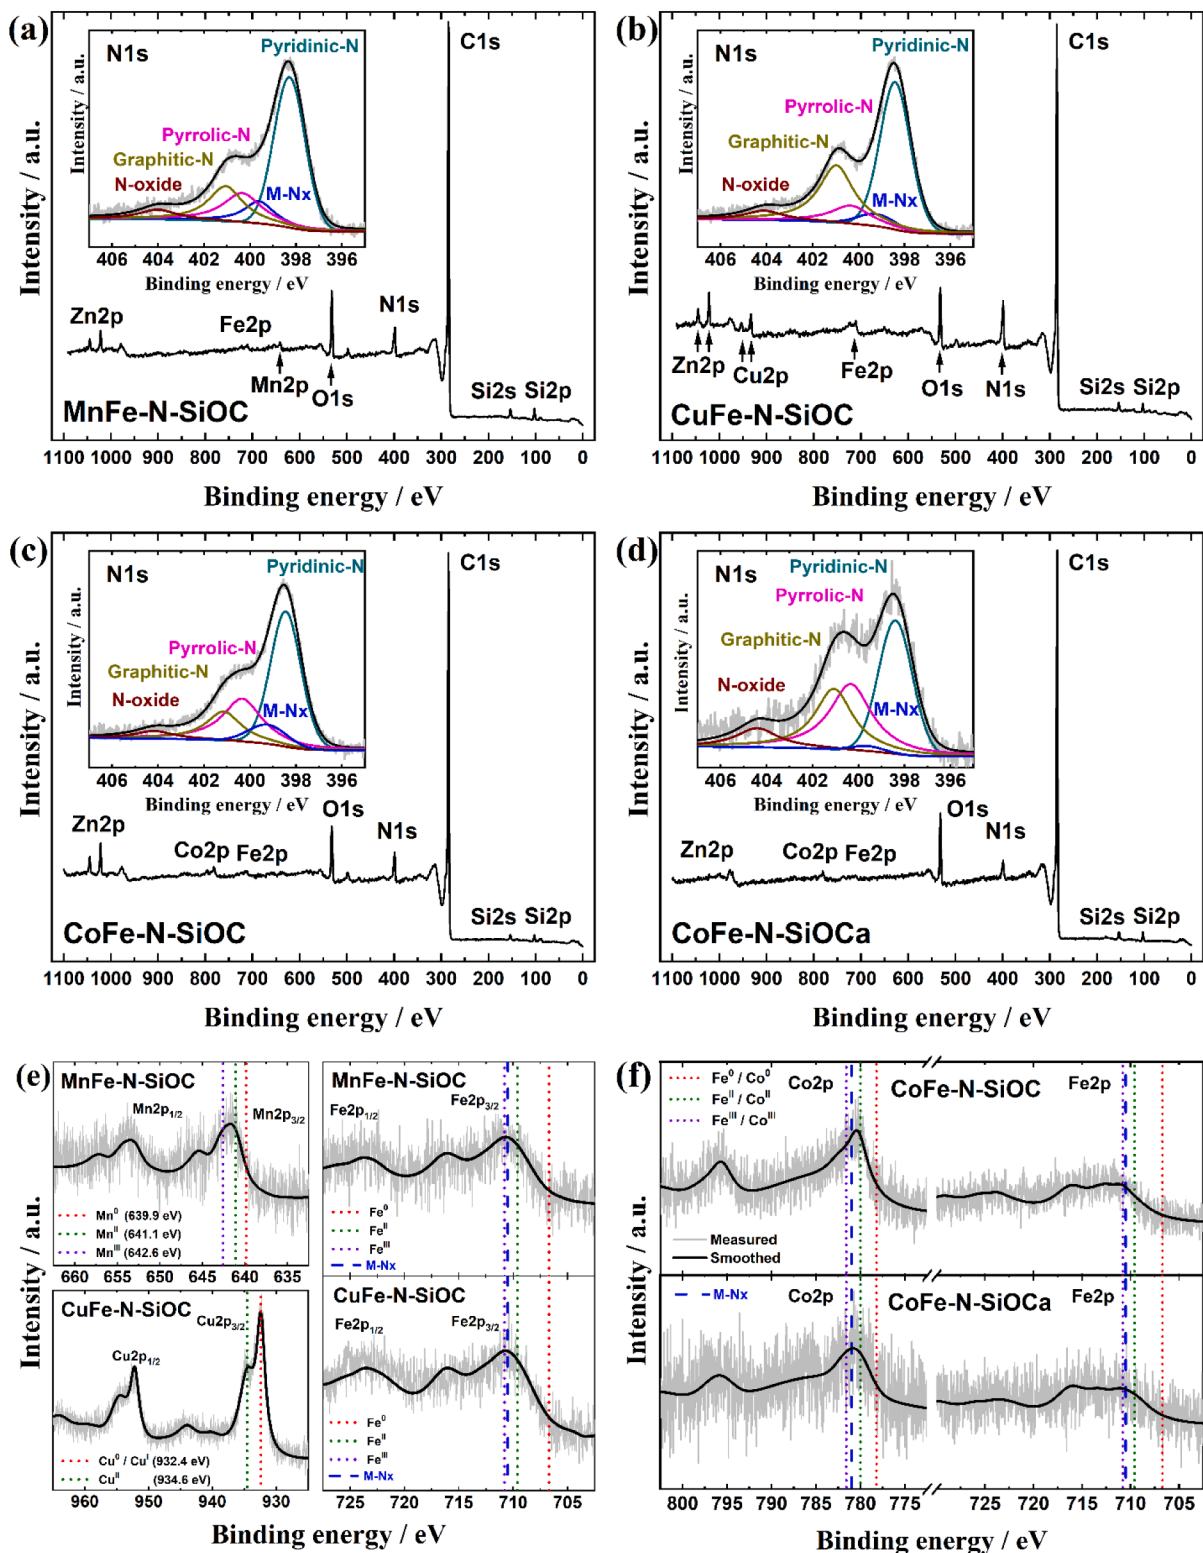 (a)
N1s
Pyridinic-N
Pyrrolic-N
Graphitic-N
N-oxide
M-Nx
Intensity / a.u.
406 404 402 400 398 396
Binding energy / eV
C1s
Zn2p
Fe2p
Mn2p
O1s
N1s
Si2s Si2p
MnFe-N-SiOC
Intensity / a.u.
1100 1000 900 800 700 600 500 400 300 200 100 0
Binding energy / eV
(b)
N1s
Pyridinic-N
Graphitic-N
Pyrrolic-N
N-oxide
M-Nx
Intensity / a.u.
406 404 402 400 398 396
Binding energy / eV
C1s
Zn2p
Cu2p
Fe2p
O1s
N1s
Si2s Si2p
CuFe-N-SiOC
Intensity / a.u.
1100 1000 900 800 700 600 500 400 300 200 100 0
Binding energy / eV
(c)
N1s
Pyridinic-N
Pyrrolic-N
Graphitic-N
N-oxide
M-Nx
Intensity / a.u.
406 404 402 400 398 396
Binding energy / eV
C1s
Zn2p
Co2p Fe2p
O1s
N1s
Si2s Si2p
CoFe-N-SiOC
Intensity / a.u.
1100 1000 900 800 700 600 500 400 300 200 100 0
Binding energy / eV
(d)
N1s
Pyridinic-N
Pyrrolic-N
Graphitic-N
N-oxide
M-Nx
Intensity / a.u.
406 404 402 400 398 396
Binding energy / eV
C1s
Zn2p
Co2p Fe2p
O1s
N1s
Si2s Si2p
CoFe-N-SiOCa
Intensity / a.u.
1100 1000 900 800 700 600 500 400 300 200 100 0
Binding energy / eV
(e)
MnFe-N-SiOC
Mn2p1/2
Mn2p3/2
Mn⁰ (639.9 eV)
Mnᴵᴵ (641.1 eV)
Mnᴵᴵᴵ (642.6 eV)
660 655 650 645 640 635
MnFe-N-SiOC
Fe2p1/2
Fe2p3/2
Fe⁰
Feᴵᴵ
Feᴵᴵᴵ
M-Nx
CuFe-N-SiOC
Cu2p3/2
Cu2p1/2
Cu⁰ / Cuᴵ (932.4 eV)
Cuᴵᴵ (934.6 eV)
960 950 940 930
CuFe-N-SiOC
Fe2p1/2
Fe2p3/2
Fe⁰
Feᴵᴵ
Feᴵᴵᴵ
M-Nx
725 720 715 710 705
Intensity / a.u.
Binding energy / eV
(f)
Fe⁰ / Co⁰
Feᴵᴵ / Coᴵᴵ
Feᴵᴵᴵ / Coᴵᴵᴵ
Co2p
CoFe-N-SiOC
Fe2p
Measured
Smoothed
M-Nx
Co2p
CoFe-N-SiOCa
Fe2p
800 795 790 785 780 775 725 720 715 710 705
Intensity / a.u.
Binding energy / eV